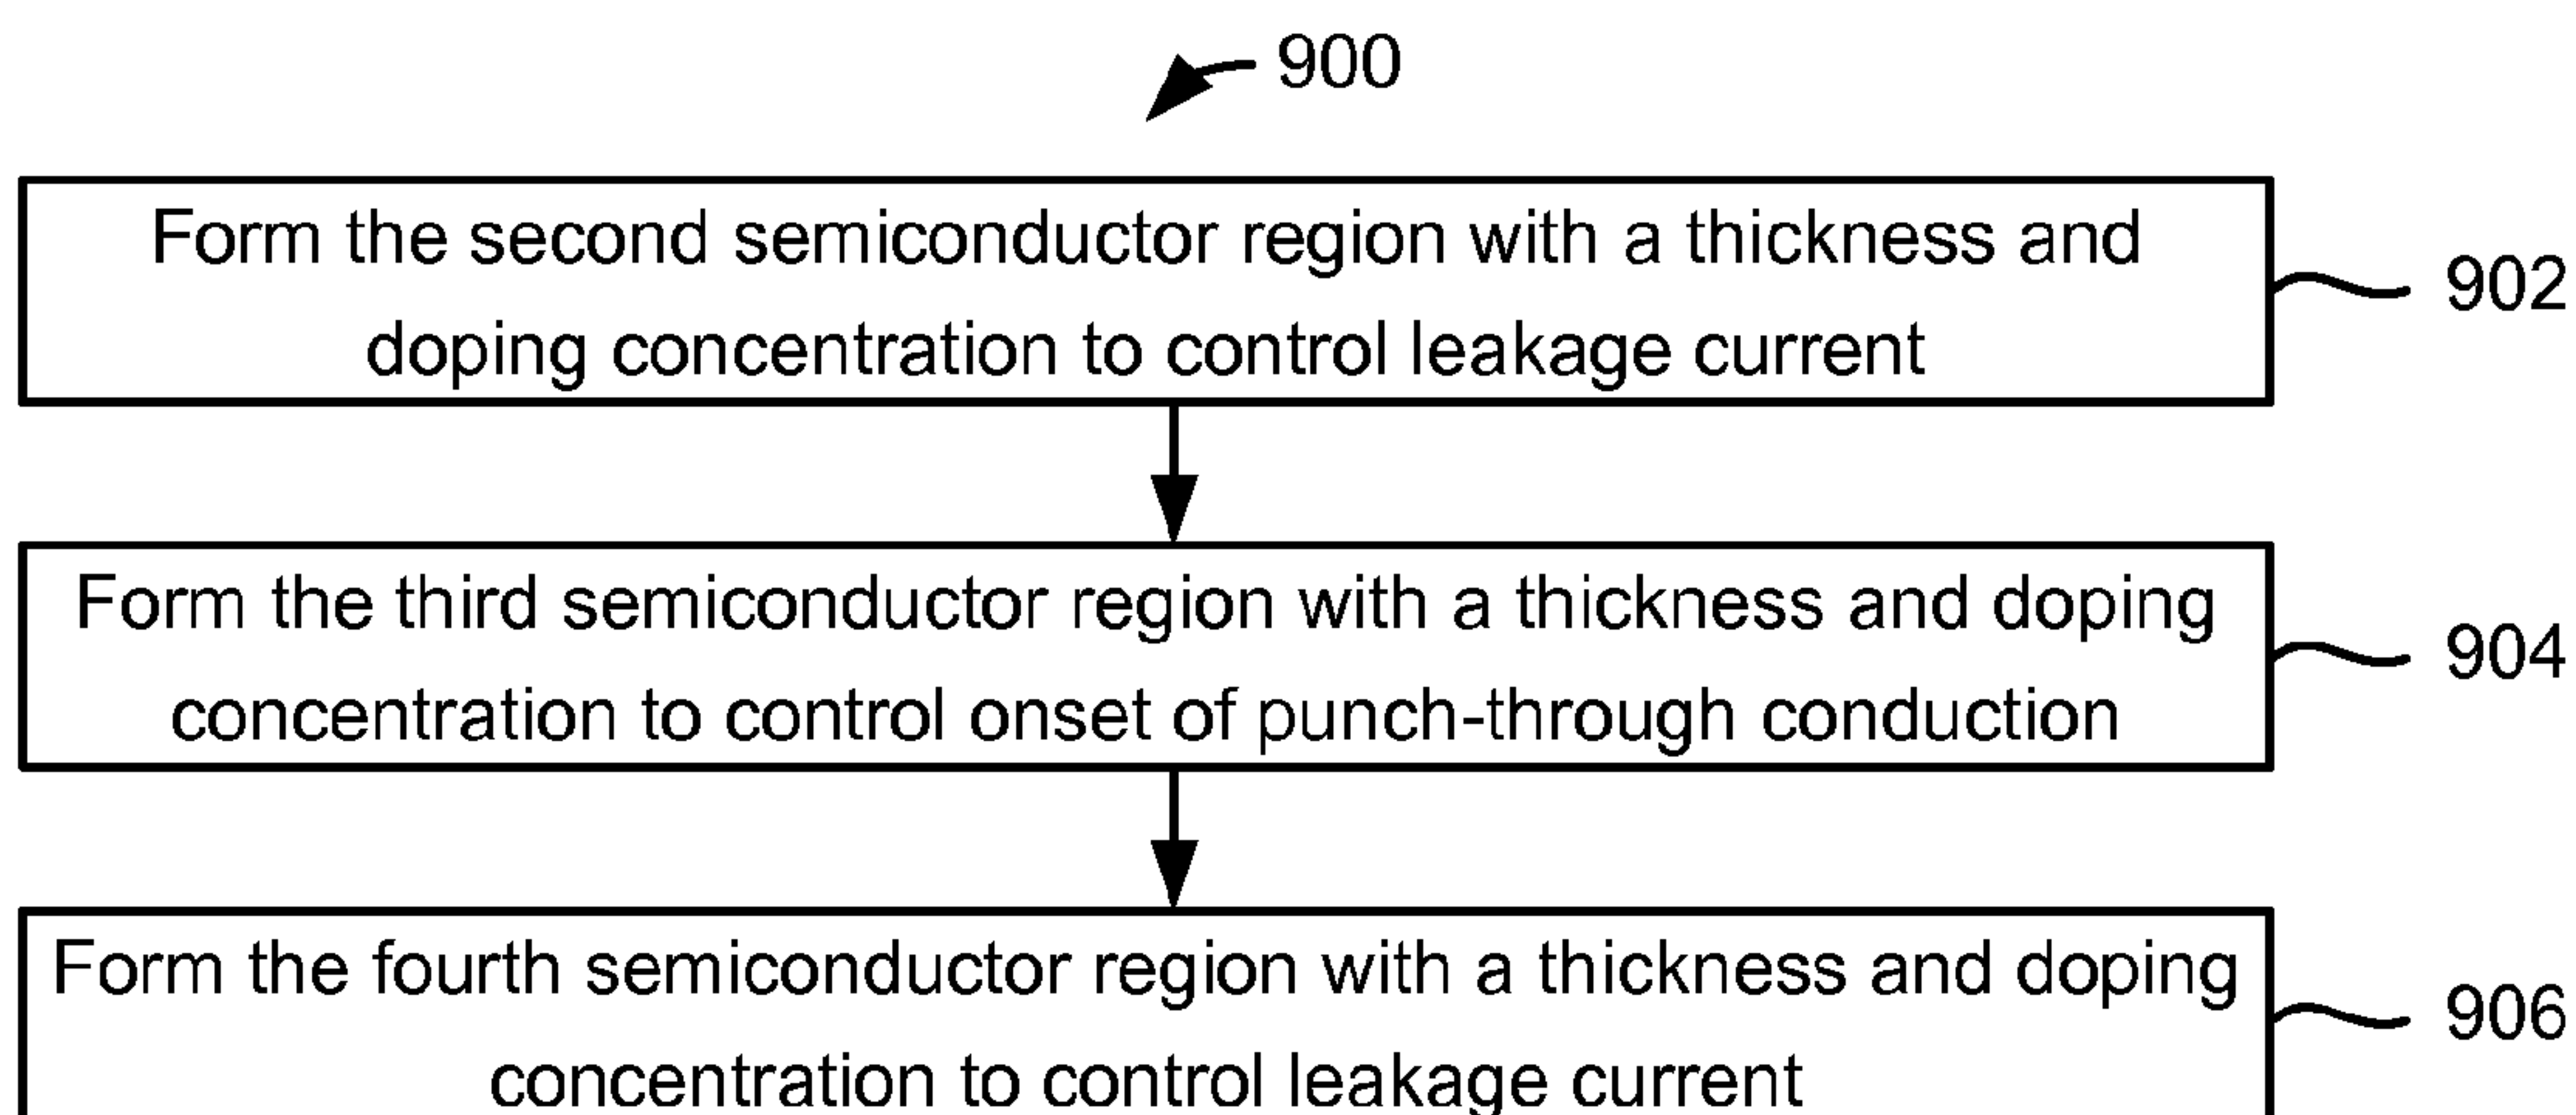 900
Form the second semiconductor region with a thickness and
doping concentration to control leakage current
902
Form the third semiconductor region with a thickness and doping
concentration to control onset of punch-through conduction
904
Form the fourth semiconductor region with a thickness and doping
concentration to control leakage current
906